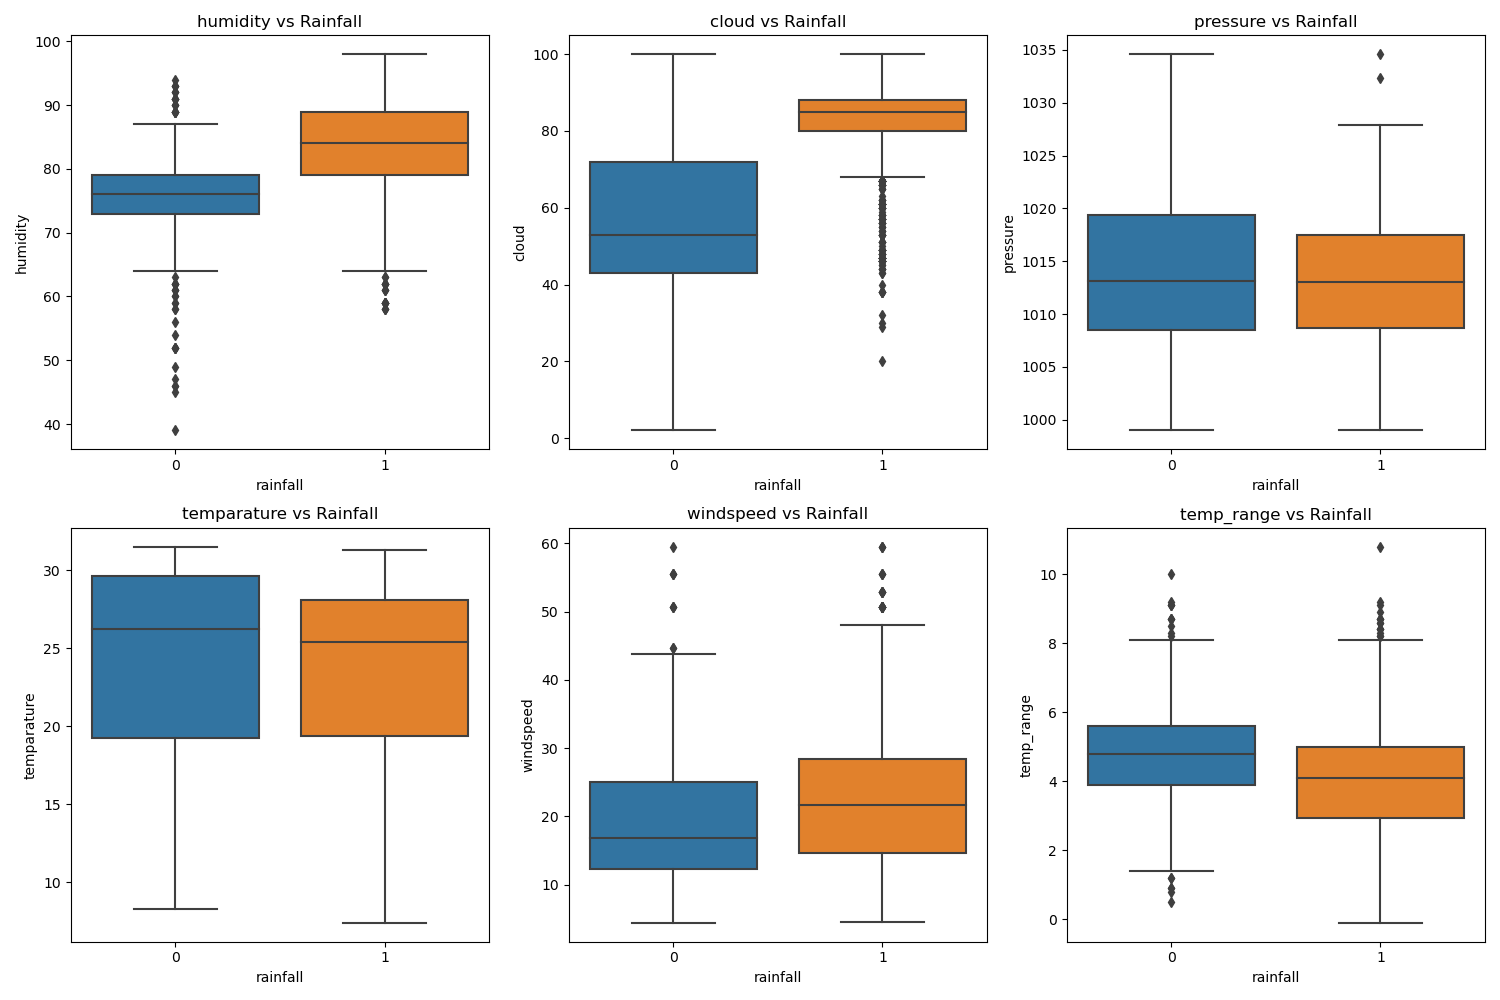 humidity vs Rainfall
100
90
80
70
60
50
40
humidity
0
1
rainfall
cloud vs Rainfall
100
80
60
40
20
0
cloud
0
1
rainfall
pressure vs Rainfall
1035
1030
1025
1020
1015
1010
1005
1000
pressure
0
1
rainfall
temparature vs Rainfall
30
25
20
15
10
temparature
0
1
rainfall
windspeed vs Rainfall
60
50
40
30
20
10
windspeed
0
1
rainfall
temp_range vs Rainfall
10
8
6
4
2
0
temp_range
0
1
rainfall